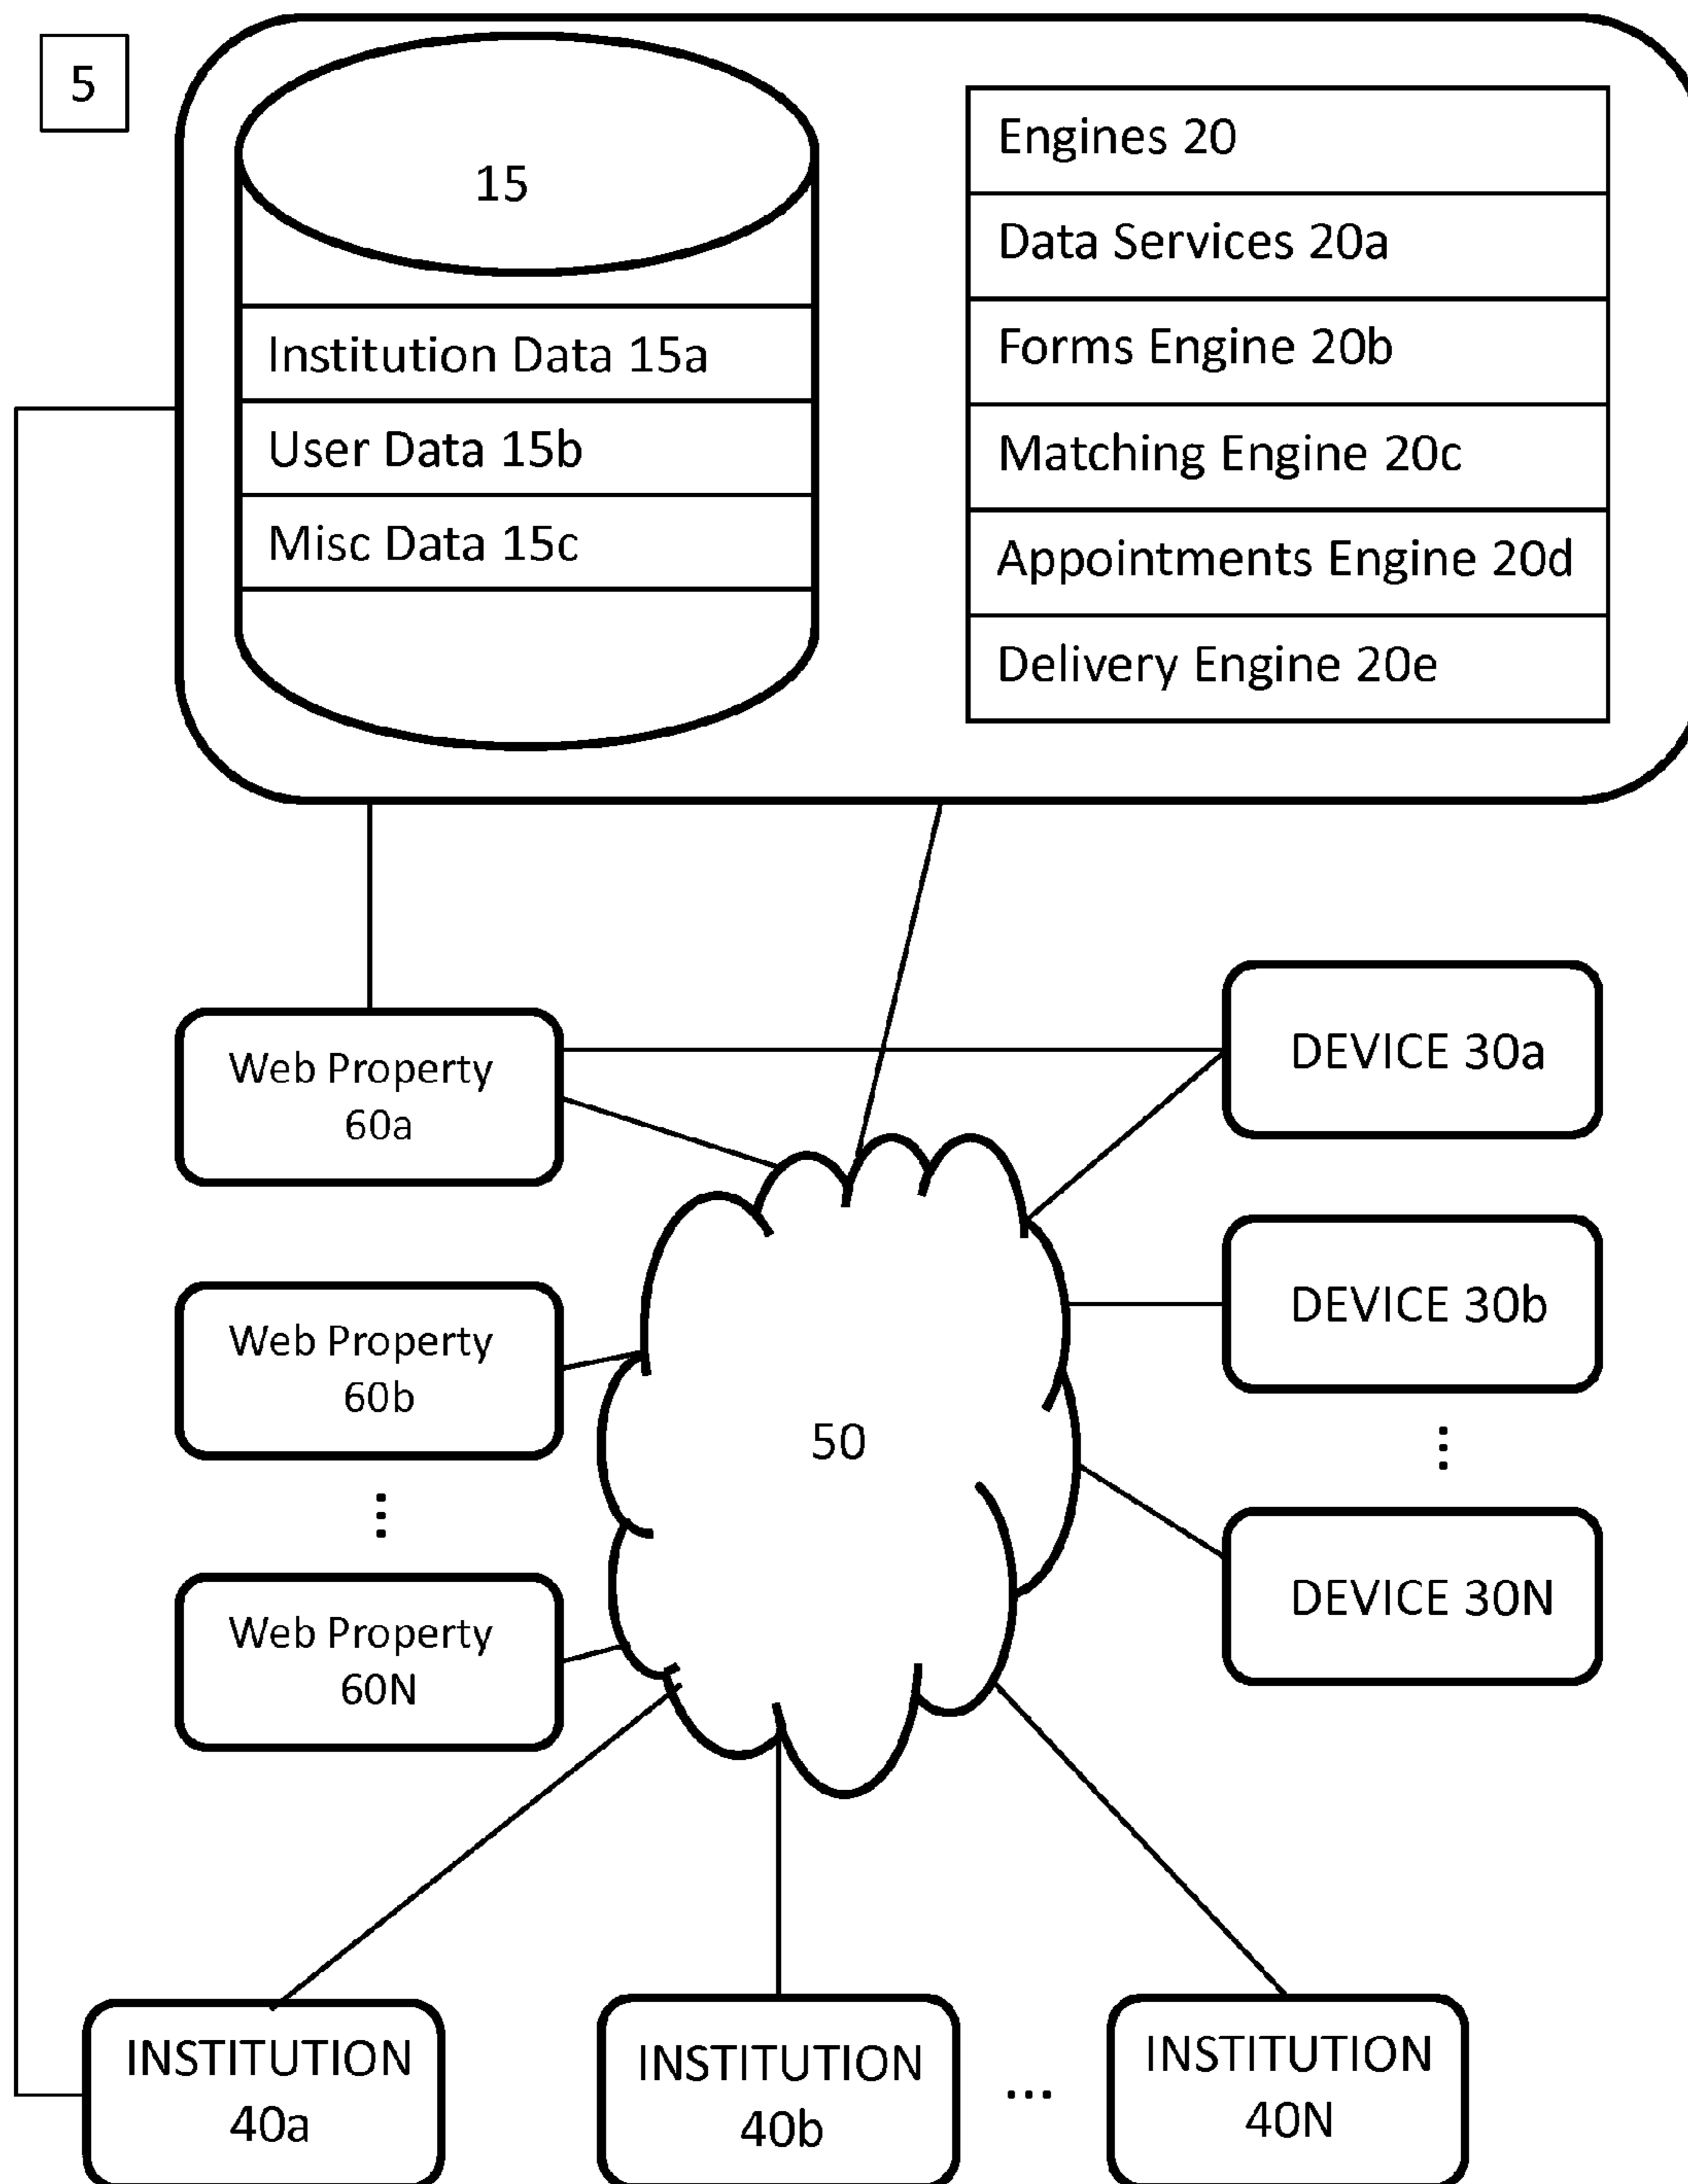 5
15
Institution Data 15a
User Data 15b
Misc Data 15c
Engines 20
Data Services 20a
Forms Engine 20b
Matching Engine 20c
Appointments Engine 20d
Delivery Engine 20e
Web Property
60a
Web Property
60b
⋮
Web Property
60N
50
DEVICE 30a
DEVICE 30b
⋮
DEVICE 30N
INSTITUTION
40a
INSTITUTION
40b
...
INSTITUTION
40N